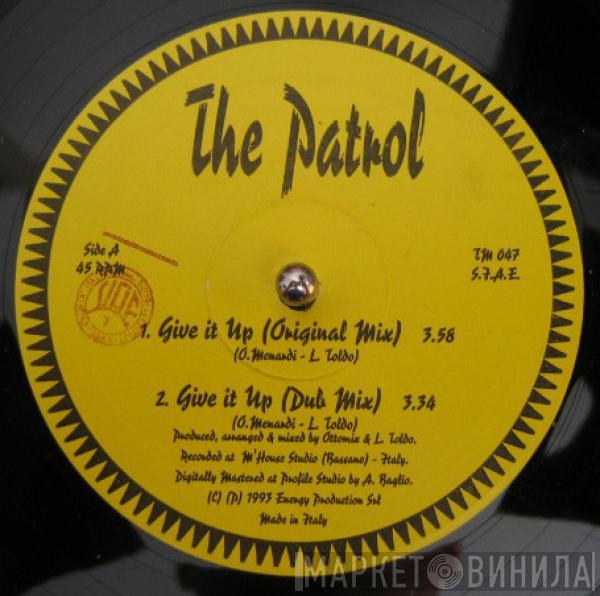 The Patrol
Side A
45 RPM
TM 047
S.F.A.E.
SIDE
1. Give it Up (Original Mix) 3.58
(O.Menardi - L. Toldo)
2. Give it Up (Dub Mix) 3.34
(O.Menardi - L. Toldo)
Produced, arranged & mixed by Ottomix & L. Toldo.
Recorded at M'House Studio (Bassano) - Italy.
Digitally Mastered at Profile Studio by A. Baglio.
(C) (P) 1993 Energy Production Srl
Made in Italy
МАРКЕТ ВИНИЛА